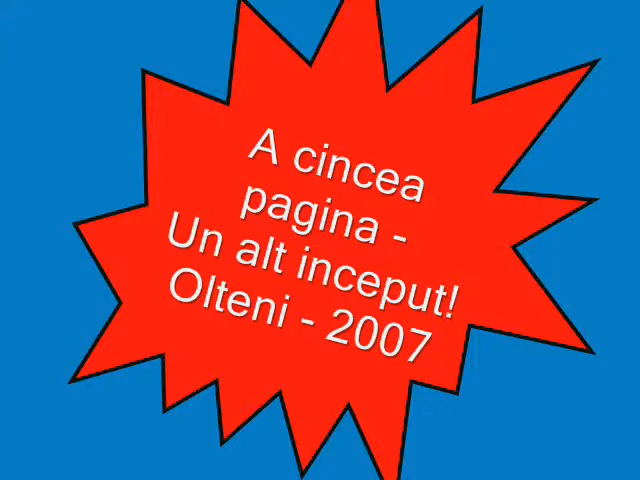 A cincea
pagina -
Un alt inceput!
Olteni - 2007